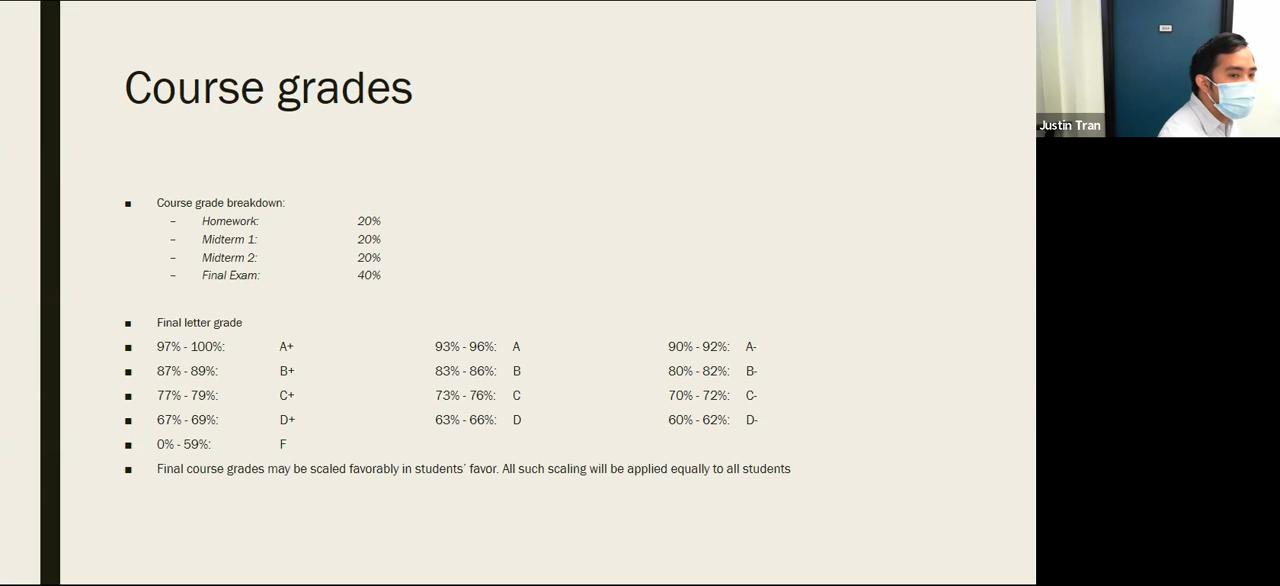 Course grades
Course grade breakdown:
– Homework: 20%
– Midterm 1: 20%
– Midterm 2: 20%
– Final Exam: 40%
Final letter grade
97% - 100%: A+ 93% - 96%: A 90% - 92%: A-
87% - 89%: B+ 83% - 86%: B 80% - 82%: B-
77% - 79%: C+ 73% - 76%: C 70% - 72%: C-
67% - 69%: D+ 63% - 66%: D 60% - 62%: D-
0% - 59%: F
Final course grades may be scaled favorably in students' favor. All such scaling will be applied equally to all students
Justin Tran